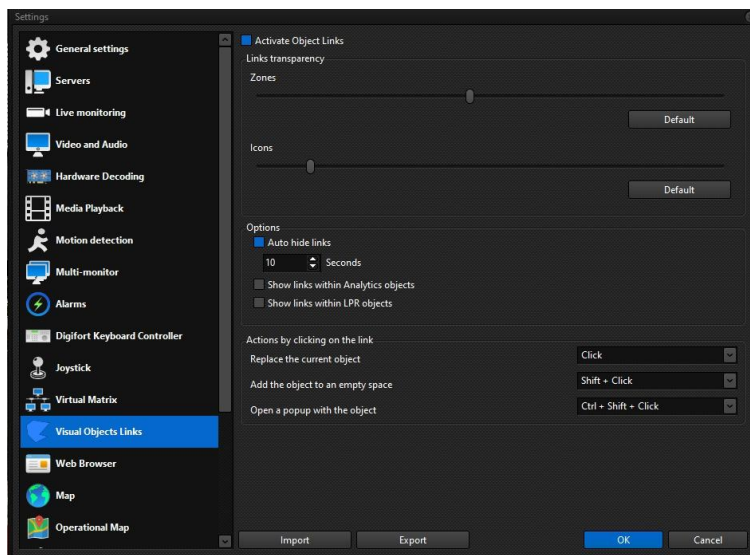 Settings
General settings
Servers
Live monitoring
Video and Audio
Hardware Decoding
Media Playback
Motion detection
Multi-monitor
Alarms
Digifort Keyboard Controller
Joystick
Virtual Matrix
Visual Objects Links
Web Browser
Map
Operational Map
Activate Object Links
Links transparency
Zones
Default
Icons
Default
Options
Auto hide links
10 Seconds
Show links within Analytics objects
Show links within LPR objects
Actions by clicking on the link
Replace the current object Click
Add the object to an empty space Shift + Click
Open a popup with the object Ctrl + Shift + Click
Import Export OK Cancel